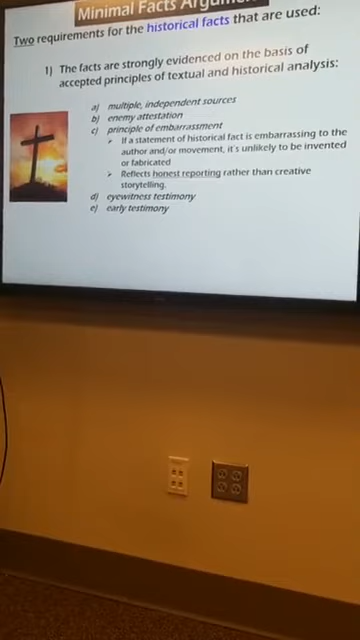 Minimal Facts Argument
Two requirements for the historical facts that are used:
1) The facts are strongly evidenced on the basis of
accepted principles of textual and historical analysis:
a) multiple, independent sources
b) enemy attestation
c) principle of embarrassment
➢ If a statement of historical fact is embarrassing to the
author and/or movement, it's unlikely to be invented
or fabricated
➢ Reflects honest reporting rather than creative
storytelling.
d) eyewitness testimony
e) early testimony